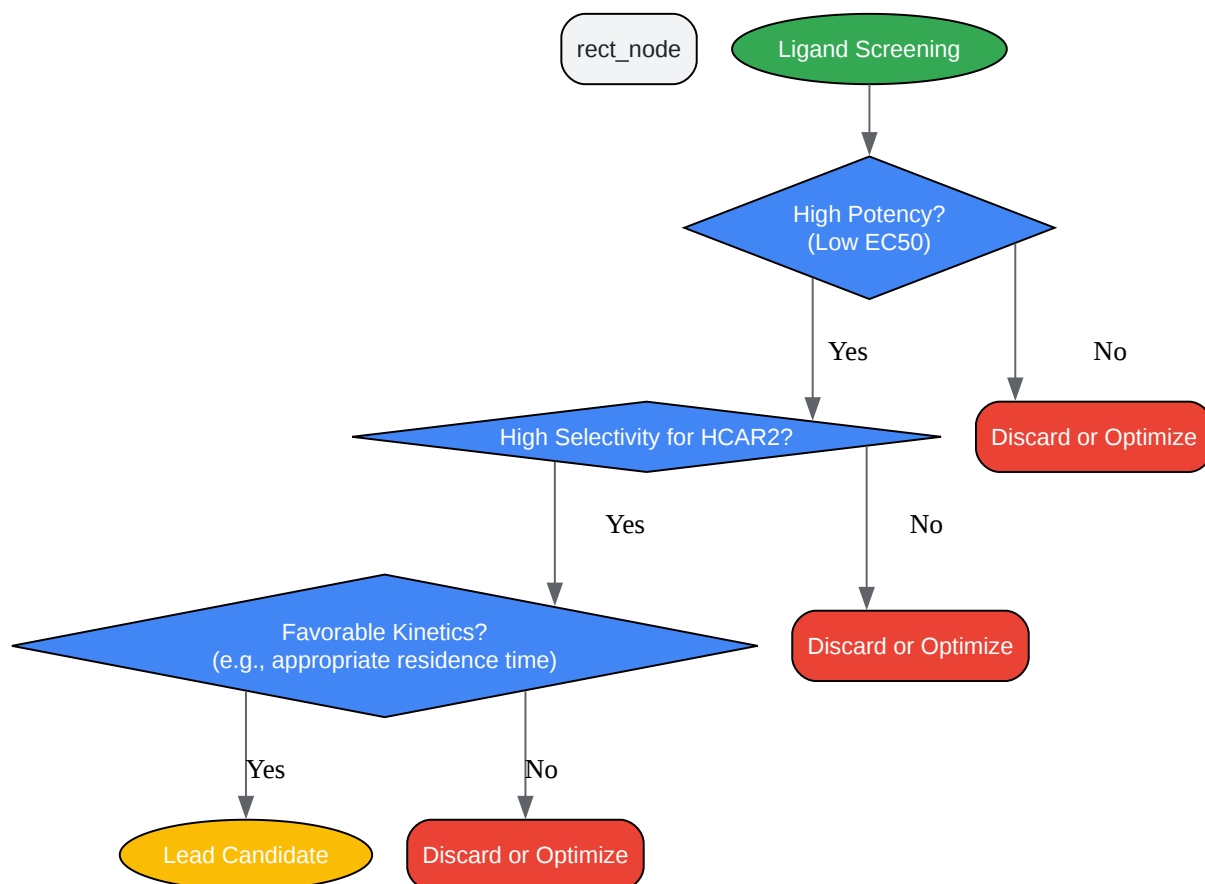 rect_node
Ligand Screening
High Potency?
(Low EC50)
Yes
No
High Selectivity for HCAR2?
Discard or Optimize
Yes
No
Favorable Kinetics?
(e.g., appropriate residence time)
Discard or Optimize
Yes
No
Lead Candidate
Discard or Optimize